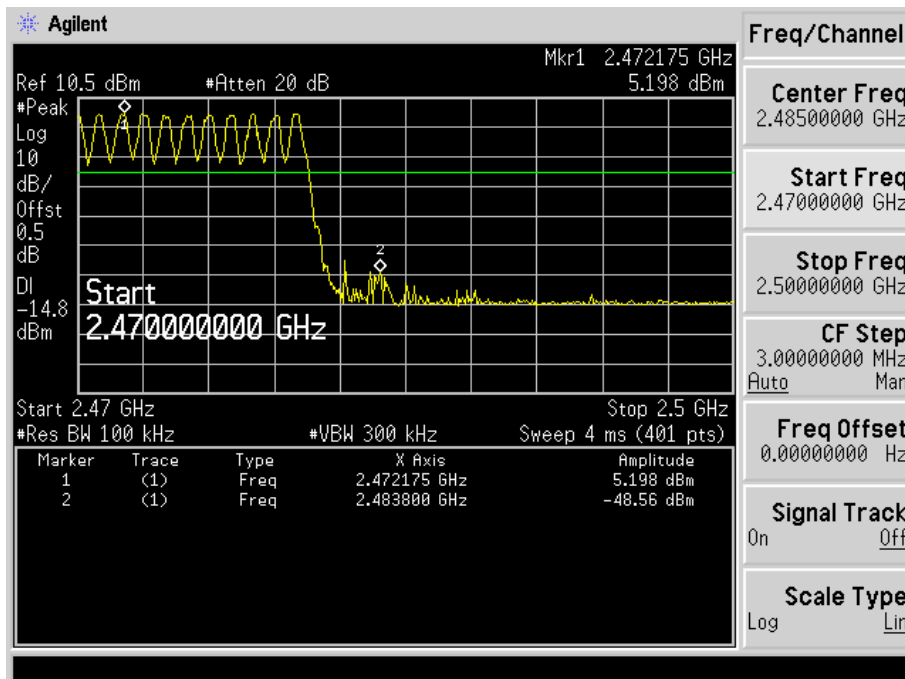 Agilent
Freq/Channel
Mkr1 2.472175 GHz
Ref 10.5 dBm #Atten 20 dB 5.198 dBm
#Peak
Log
10
dB/
Offst
0.5
dB
DI
-14.8
dBm
1
2
Start
2.470000000 GHz
Start 2.47 GHz Stop 2.5 GHz
#Res BW 100 kHz #VBW 300 kHz Sweep 4 ms (401 pts)
Marker Trace Type X Axis Amplitude
1 (1) Freq 2.472175 GHz 5.198 dBm
2 (1) Freq 2.483800 GHz -48.56 dBm
Center Freq
2.48500000 GHz
Start Freq
2.47000000 GHz
Stop Freq
2.50000000 GHz
CF Step
3.00000000 MHz
Auto Man
Freq Offset
0.00000000 Hz
Signal Track
On Off
Scale Type
Log Lin